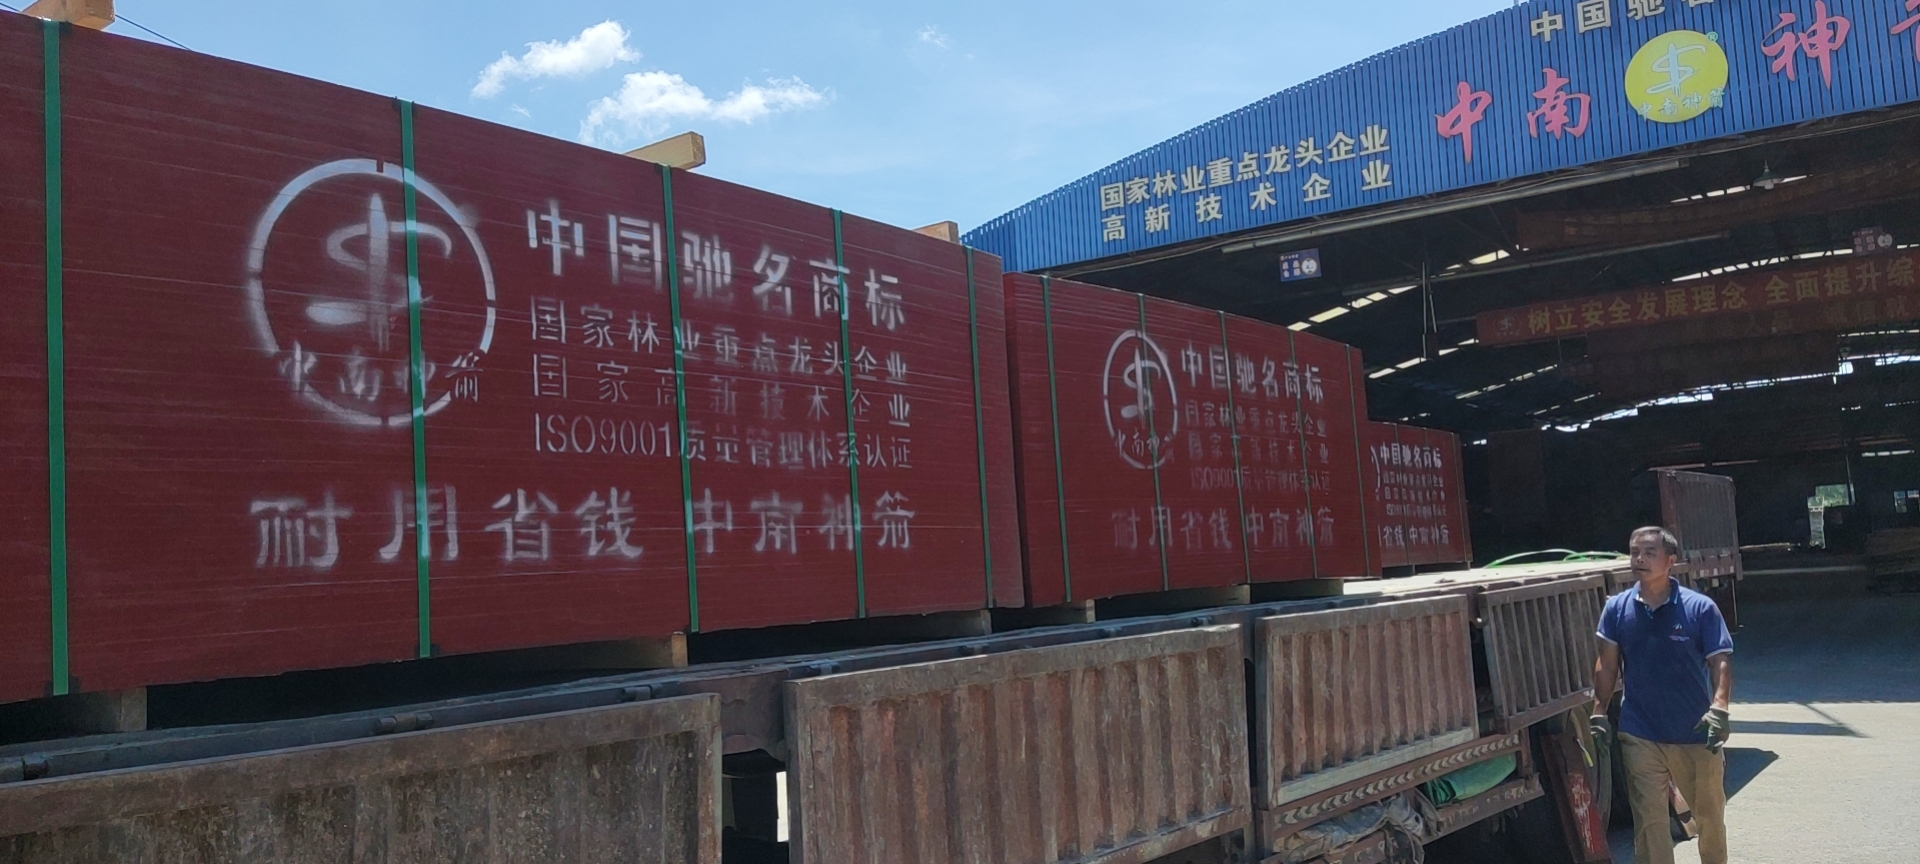 中国驰名商标
国家林业重点龙头企业
国家高新技术企业
ISO9001质量管理体系认证
耐用省钱 中南神箭
中南神箭
中国驰名商标
国家林业重点龙头企业
国家高新技术企业
ISO9001质量管理体系认证
耐用省钱 中南神箭
中南神
中国驰名商标
省钱 中南神箭
中国驰名
国家林业重点龙头企业
高新技术企业
中南
中南神箭
®
神
树立安全发展理念 全面提升综